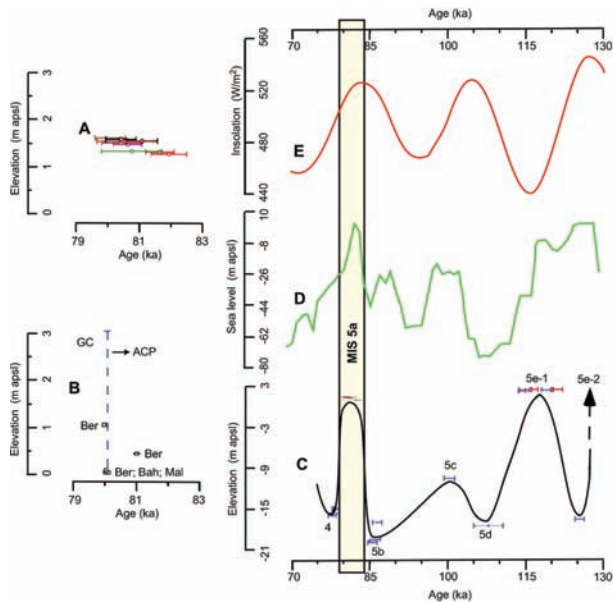 Age (ka)
70 85 100 115 130
560
520
480
440
Insolation (W/m²)
E
3
2
1
0
Elevation (m apsl)
A
79 81 83
Age (ka)
10
-8
-26
-44
-62
-80
Sea level (m apsl)
D
MIS 5a
3
2
1
0
Elevation (m apsl)
B
GC
ACP
Ber
Ber
Ber; Bah; Mal
79 81 83
Age (ka)
3
-3
-9
-15
-21
Elevation (m apsl)
C
5e-1
5e-2
5c
4
5b
5d
70 85 100 115 130
Age (ka)